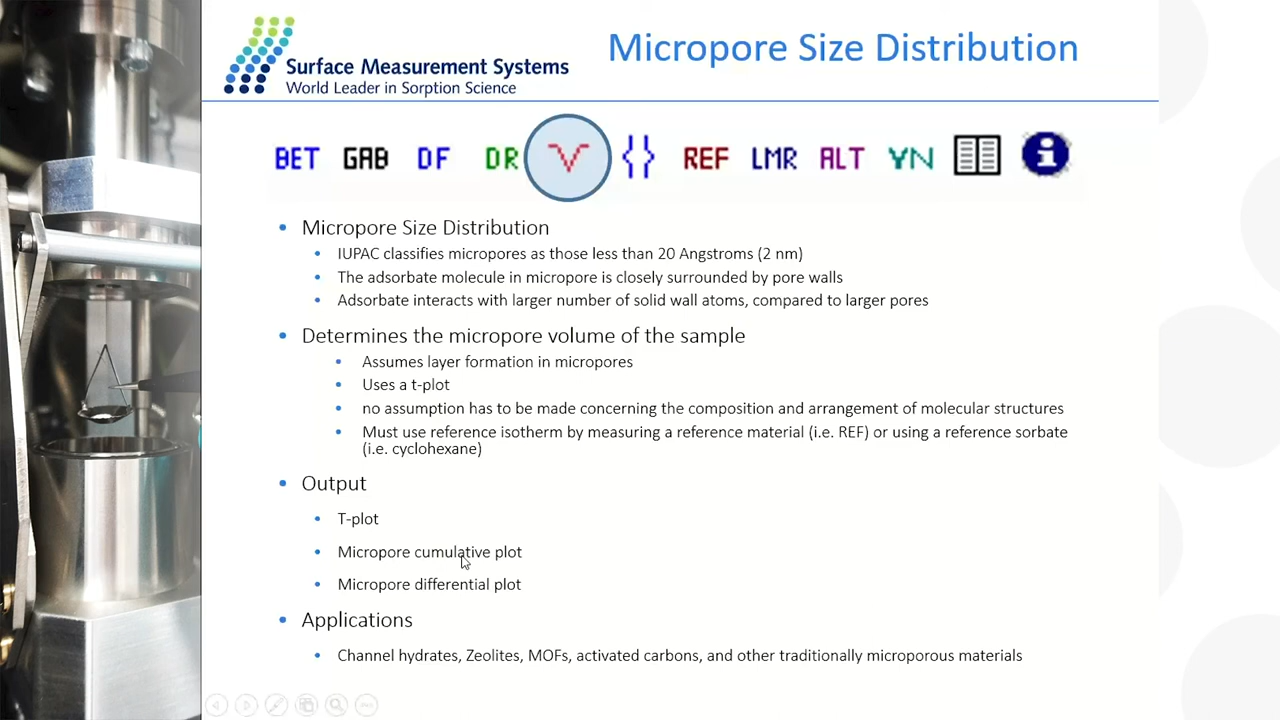 Surface Measurement Systems
World Leader in Sorption Science
Micropore Size Distribution
BET GAB DF DR REF LMR ALT YN
Micropore Size Distribution
IUPAC classifies micropores as those less than 20 Angstroms (2 nm)
The adsorbate molecule in micropore is closely surrounded by pore walls
Adsorbate interacts with larger number of solid wall atoms, compared to larger pores
Determines the micropore volume of the sample
Assumes layer formation in micropores
Uses a t-plot
no assumption has to be made concerning the composition and arrangement of molecular structures
Must use reference isotherm by measuring a reference material (i.e. REF) or using a reference sorbate
(i.e. cyclohexane)
Output
T-plot
Micropore cumulative plot
Micropore differential plot
Applications
Channel hydrates, Zeolites, MOFs, activated carbons, and other traditionally microporous materials